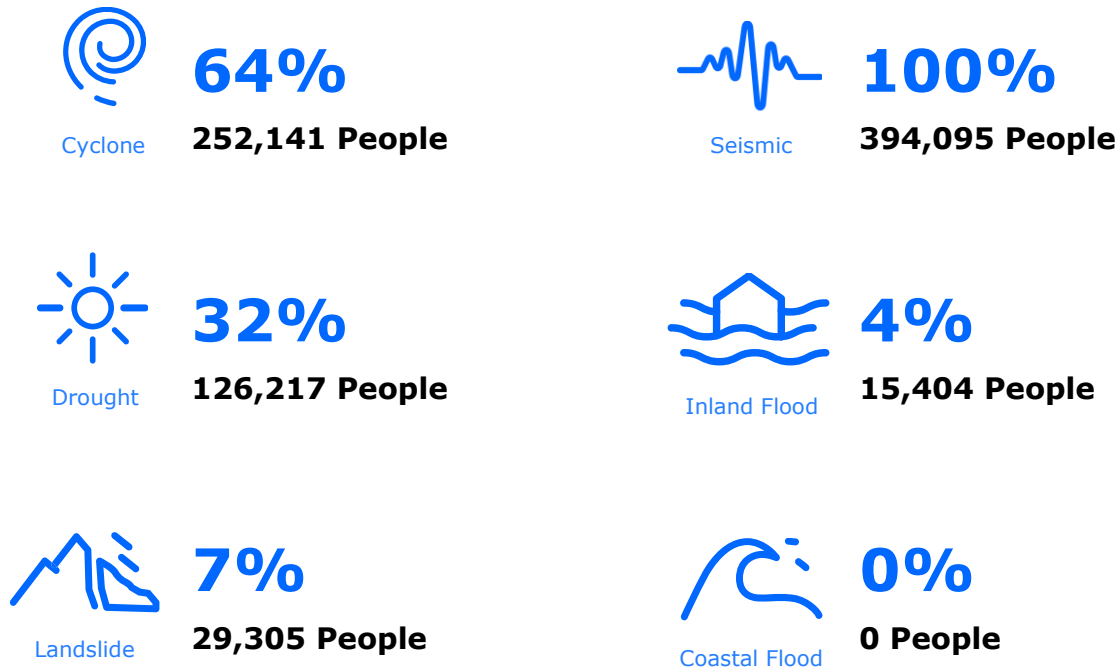 64%
252,141 People
Cyclone
100%
394,095 People
Seismic
32%
126,217 People
Drought
4%
15,404 People
Inland Flood
7%
29,305 People
Landslide
0%
0 People
Coastal Flood